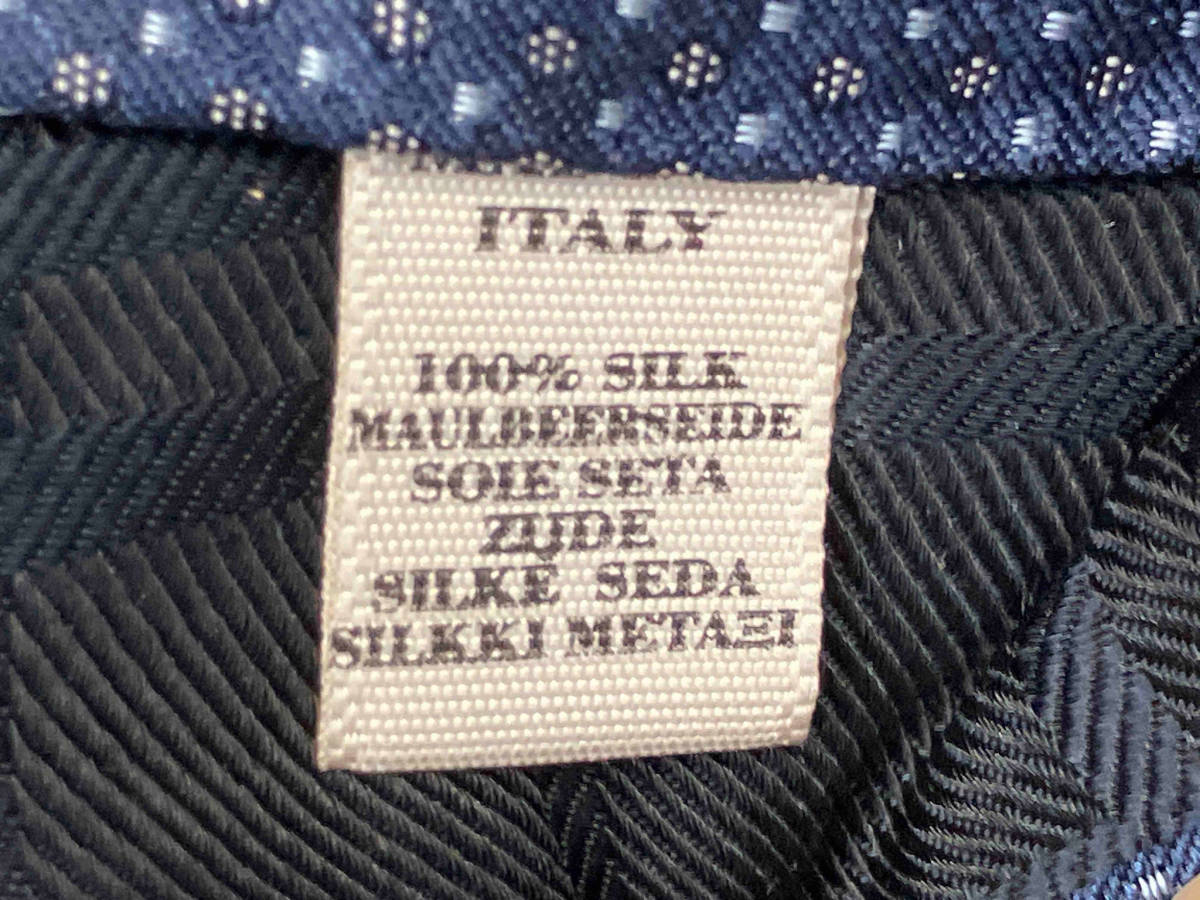 ITALY
100% SILK
MAULBEERSEIDE
SOIE SETA
ZIJDE
SILKE SEDA
SILKKI ΜΕΤΑΞΙ